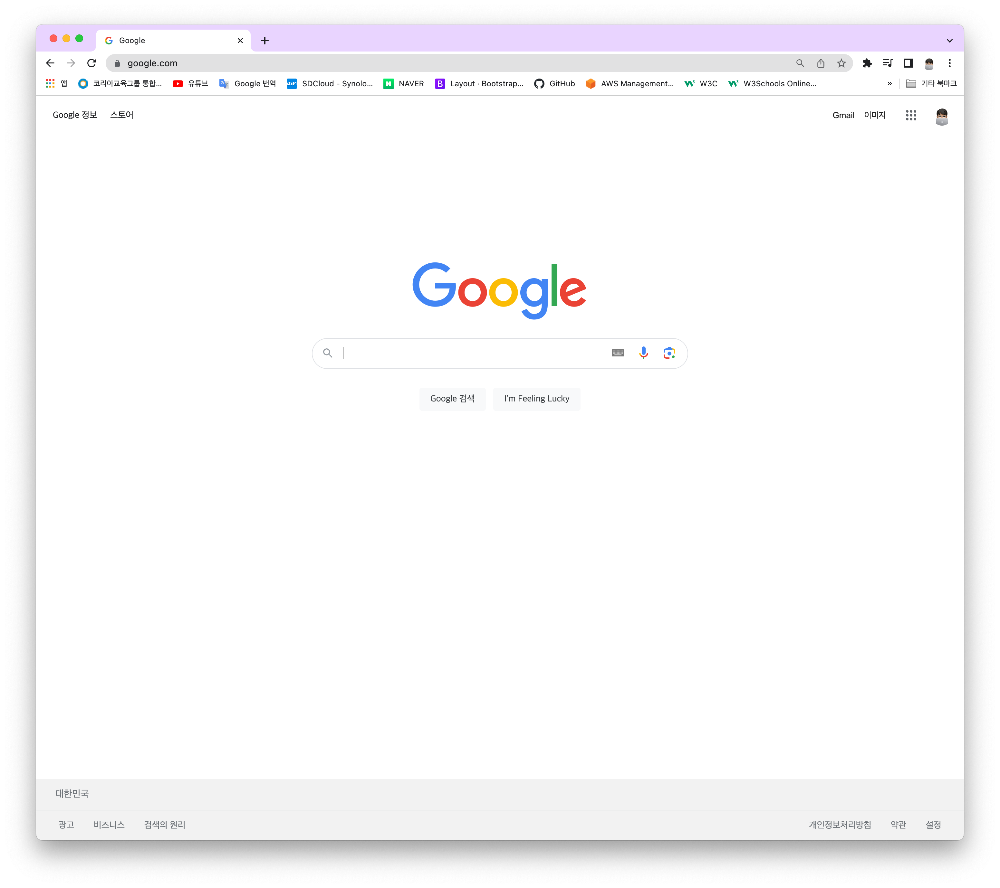 Google
google.com
앱 코리아교육그룹 통합... 유튜브 Google 번역 DSM SDCloud - Synolo... N NAVER B Layout · Bootstrap... GitHub AWS Management... W3C W3Schools Online... » 기타 북마크
Google 정보 스토어 Gmail 이미지
Google
Google 검색 I'm Feeling Lucky
대한민국
광고 비즈니스 검색의 원리 개인정보처리방침 약관 설정